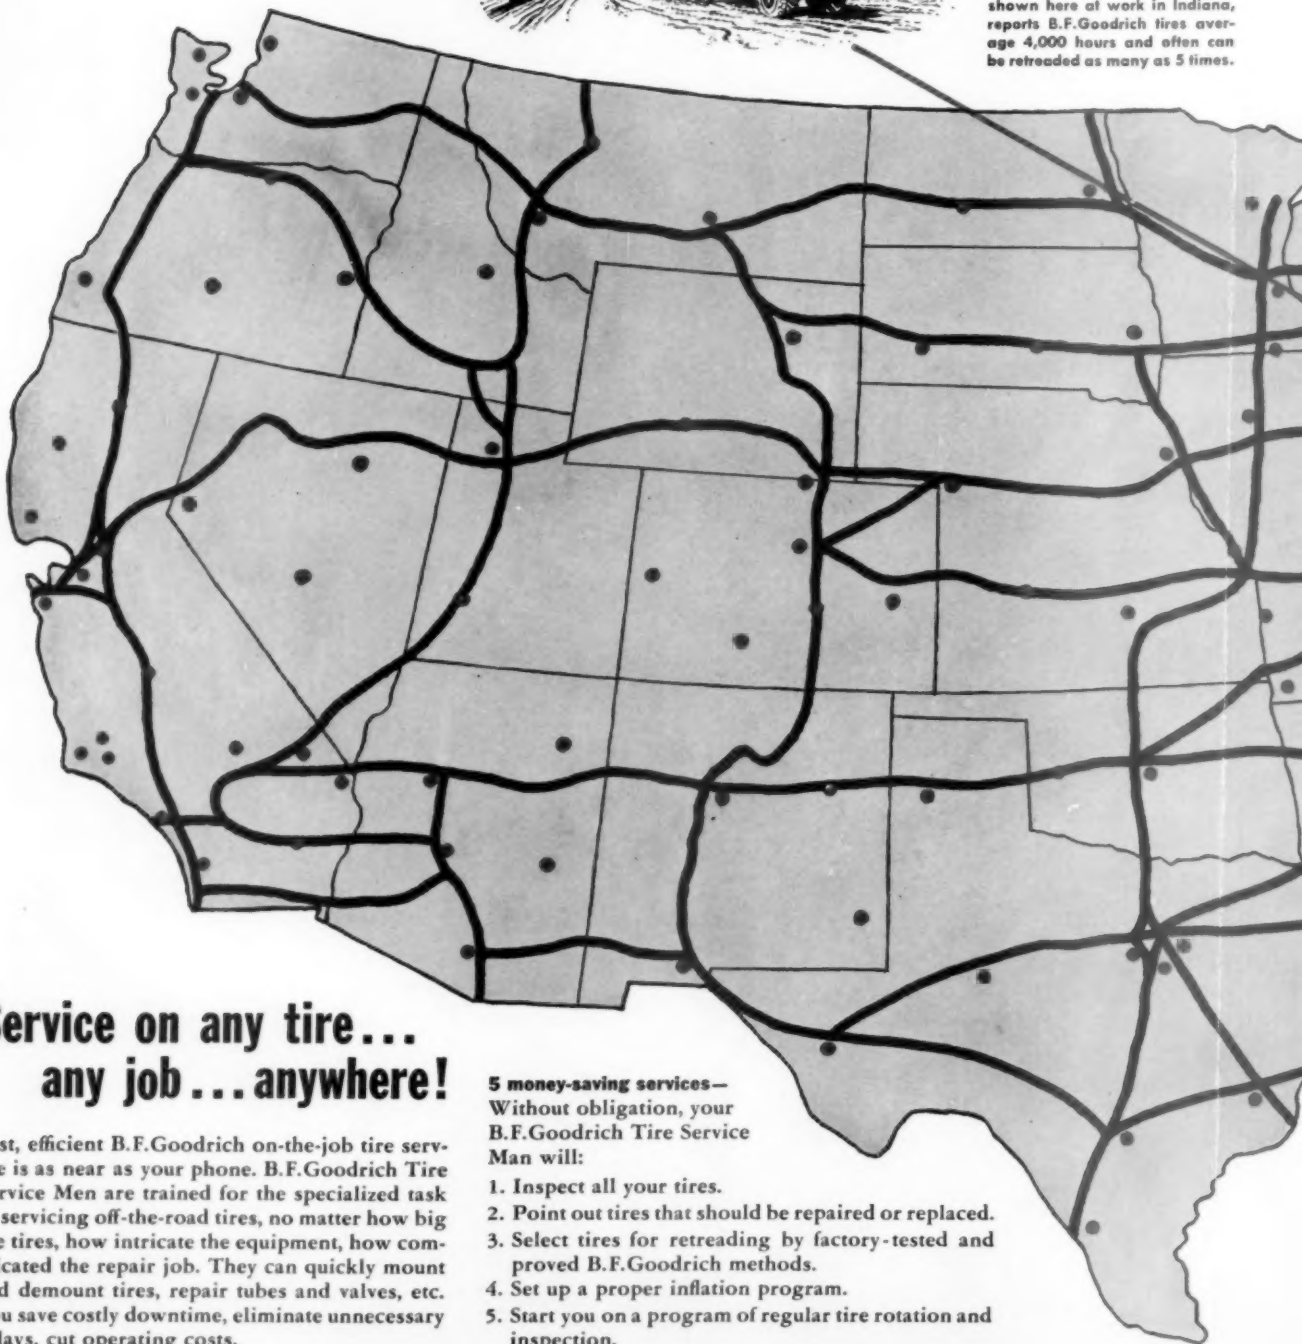 shown here at work in Indiana,
reports B.F.Goodrich tires aver-
age 4,000 hours and often can
be retreaded as many as 5 times.
Service on any tire...
any job...anywhere!
st, efficient B.F.Goodrich on-the-job tire serv-
e is as near as your phone. B.F.Goodrich Tire
rvice Men are trained for the specialized task
servicing off-the-road tires, no matter how big
e tires, how intricate the equipment, how com-
icated the repair job. They can quickly mount
d demount tires, repair tubes and valves, etc.
u save costly downtime, eliminate unnecessary
lays, cut operating costs.
5 money-saving services—
Without obligation, your
B.F.Goodrich Tire Service
Man will:
1. Inspect all your tires.
2. Point out tires that should be repaired or replaced.
3. Select tires for retreading by factory-tested and
proved B.F.Goodrich methods.
4. Set up a proper inflation program.
5. Start you on a program of regular tire rotation and
inspection.